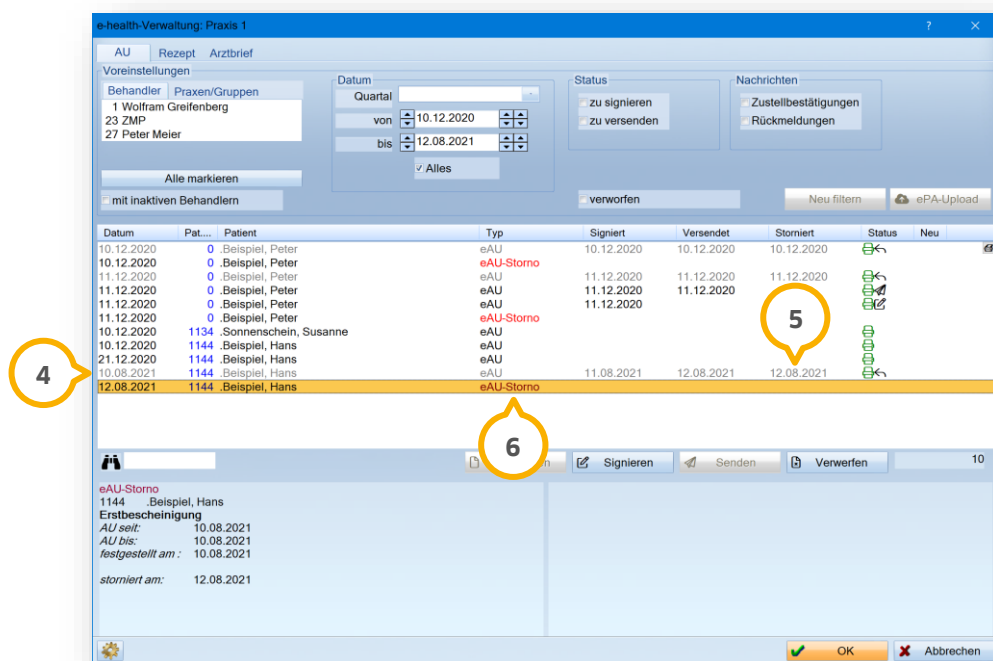 e-health-Verwaltung: Praxis 1 ? ×
AU Rezept Arztbrief
Voreinstellungen
Behandler Praxen/Gruppen
1 Wolfram Greifenberg
23 ZMP
27 Peter Meier
Alle markieren
mit inaktiven Behandlern
Datum
Quartal
von 10.12.2020
bis 12.08.2021
Alles
Status
zu signieren
zu versenden
verworfen
Nachrichten
Zustellbestätigungen
Rückmeldungen
Neu filtern ePA-Upload
Datum Pat.... Patient Typ Signiert Versendet Storniert Status Neu
10.12.2020 0 .Beispiel, Peter eAU 10.12.2020 10.12.2020 10.12.2020
10.12.2020 0 .Beispiel, Peter eAU-Storno
11.12.2020 0 .Beispiel, Peter eAU 11.12.2020 11.12.2020 11.12.2020
11.12.2020 0 .Beispiel, Peter eAU 11.12.2020 11.12.2020
11.12.2020 0 .Beispiel, Peter eAU 11.12.2020
11.12.2020 0 .Beispiel, Peter eAU-Storno
10.12.2020 1134 .Sonnenschein, Susanne eAU
10.12.2020 1144 .Beispiel, Hans eAU
21.12.2020 1144 .Beispiel, Hans eAU
10.08.2021 1144 .Beispiel, Hans eAU 11.08.2021 12.08.2021 12.08.2021
12.08.2021 1144 .Beispiel, Hans eAU-Storno
4
5
6
Signieren Senden Verwerfen 10
eAU-Storno
1144 .Beispiel, Hans
Erstbescheinigung
AU seit: 10.08.2021
AU bis: 10.08.2021
festgestellt am : 10.08.2021
storniert am: 12.08.2021
OK Abbrechen